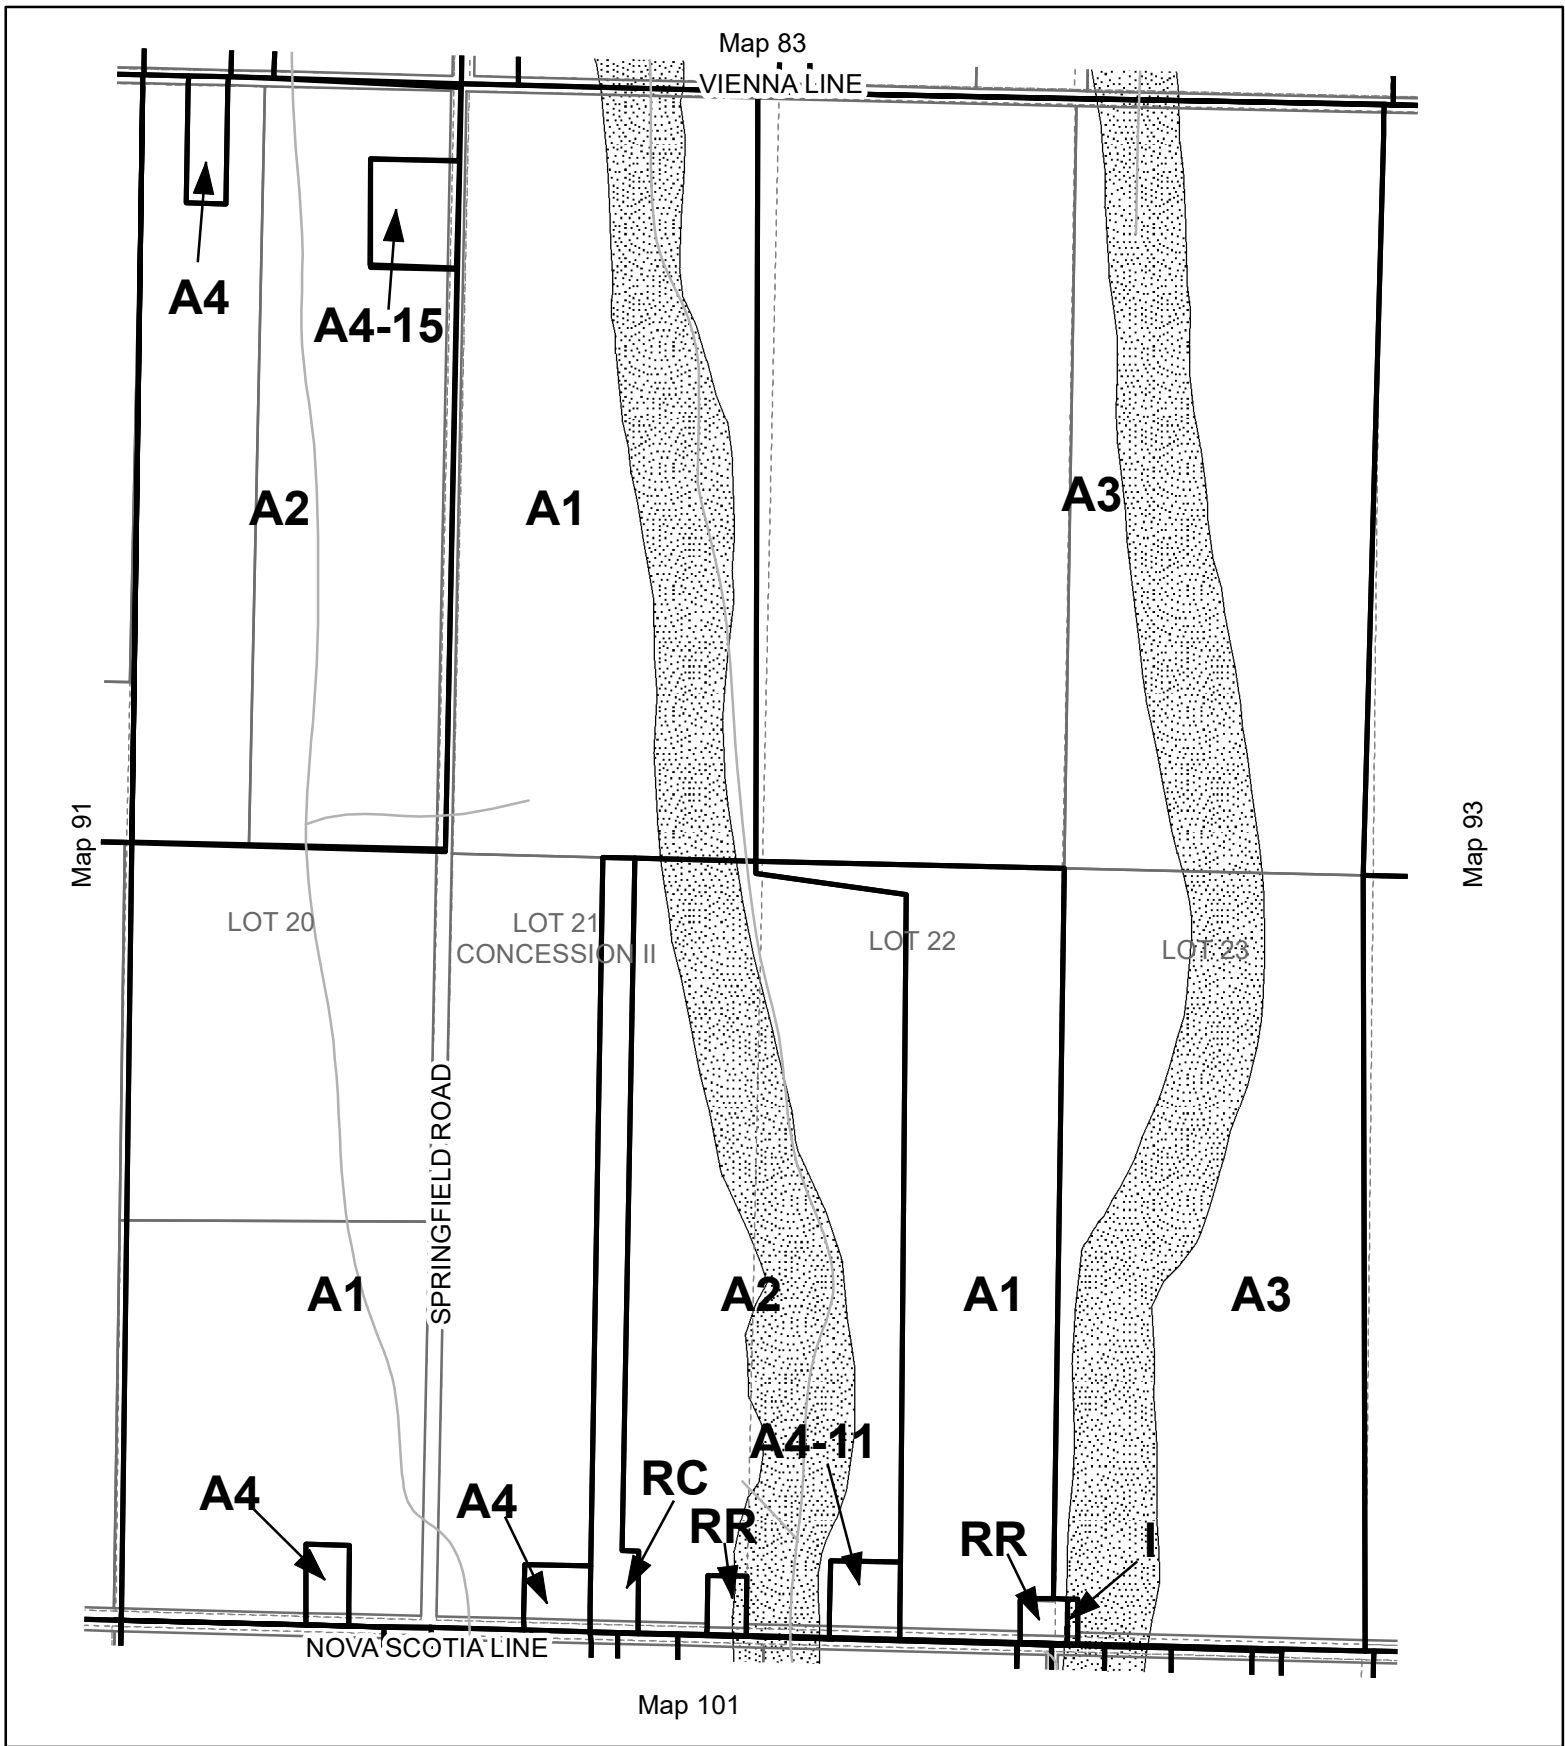 Map 83
VIENNA LINE
A4
A4-15
A2
A1
A3
Map 91
Map 93
LOT 20
LOT 21
CONCESSION II
LOT 22
LOT 23
SPRINGFIELD ROAD
A1
A2
A1
A3
A4
A4
RC
RR
A4-11
RR
I
NOVA SCOTIA LINE
Map 101